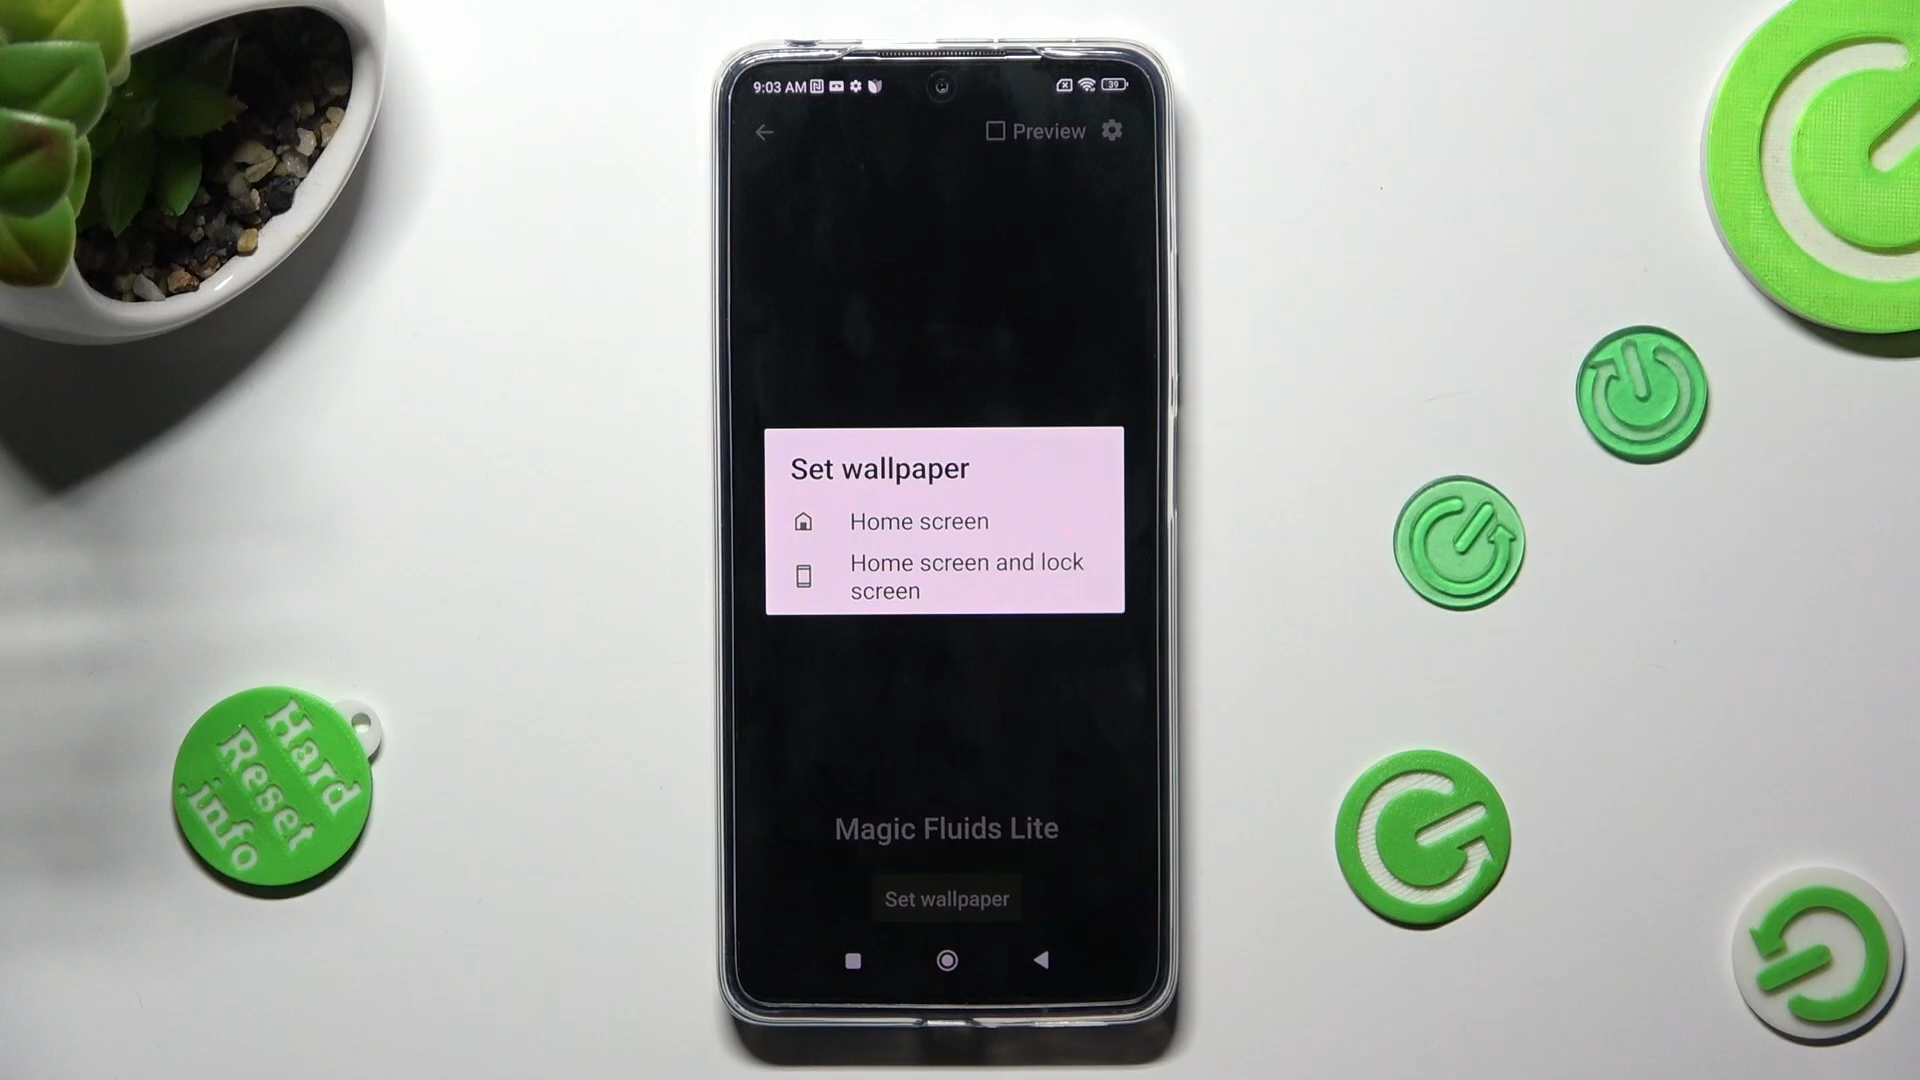 9:03 AM
39
Preview
Set wallpaper
Home screen
Home screen and lock
screen
Magic Fluids Lite
Set wallpaper
Hard
Reset
.info